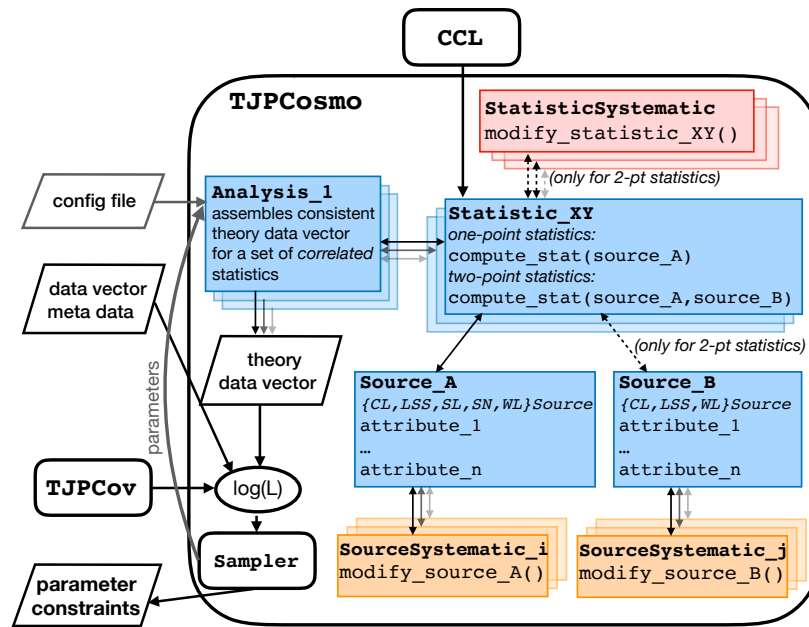 CCL
TJPCosmo
StatisticSystematic
modify_statistic_XY()
(only for 2-pt statistics)
config file
Analysis_1
assembles consistent
theory data vector
for a set of correlated
statistics
Statistic_XY
one-point statistics:
compute_stat(source_A)
two-point statistics:
compute_stat(source_A,source_B)
data vector
meta data
theory
data vector
(only for 2-pt statistics)
parameters
Source_A
{CL,LSS,SL,SN,WL}Source
attribute_1
…
attribute_n
Source_B
{CL,LSS,WL}Source
attribute_1
…
attribute_n
TJPCov
log(L)
Sampler
SourceSystematic_i
modify_source_A()
SourceSystematic_j
modify_source_B()
parameter
constraints